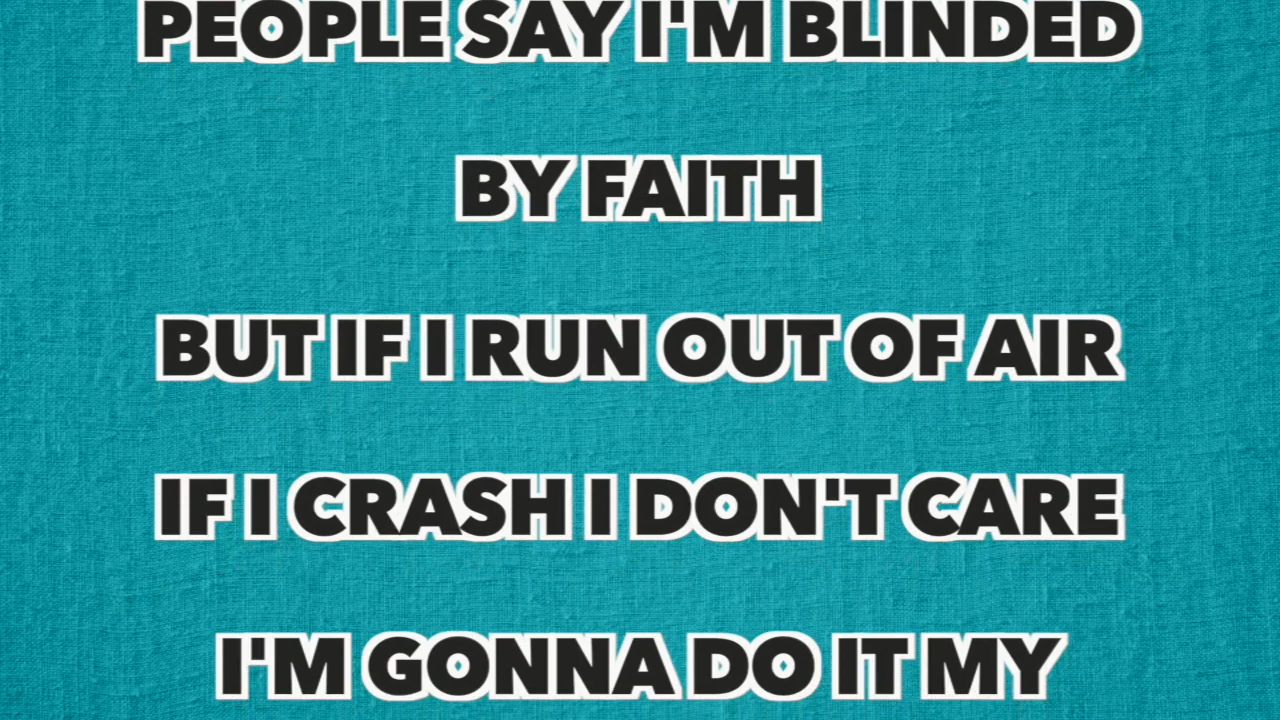 PEOPLE SAY I'M BLINDED
BY FAITH
BUT IF I RUN OUT OF AIR
IF I CRASH I DON'T CARE
I'M GONNA DO IT MY